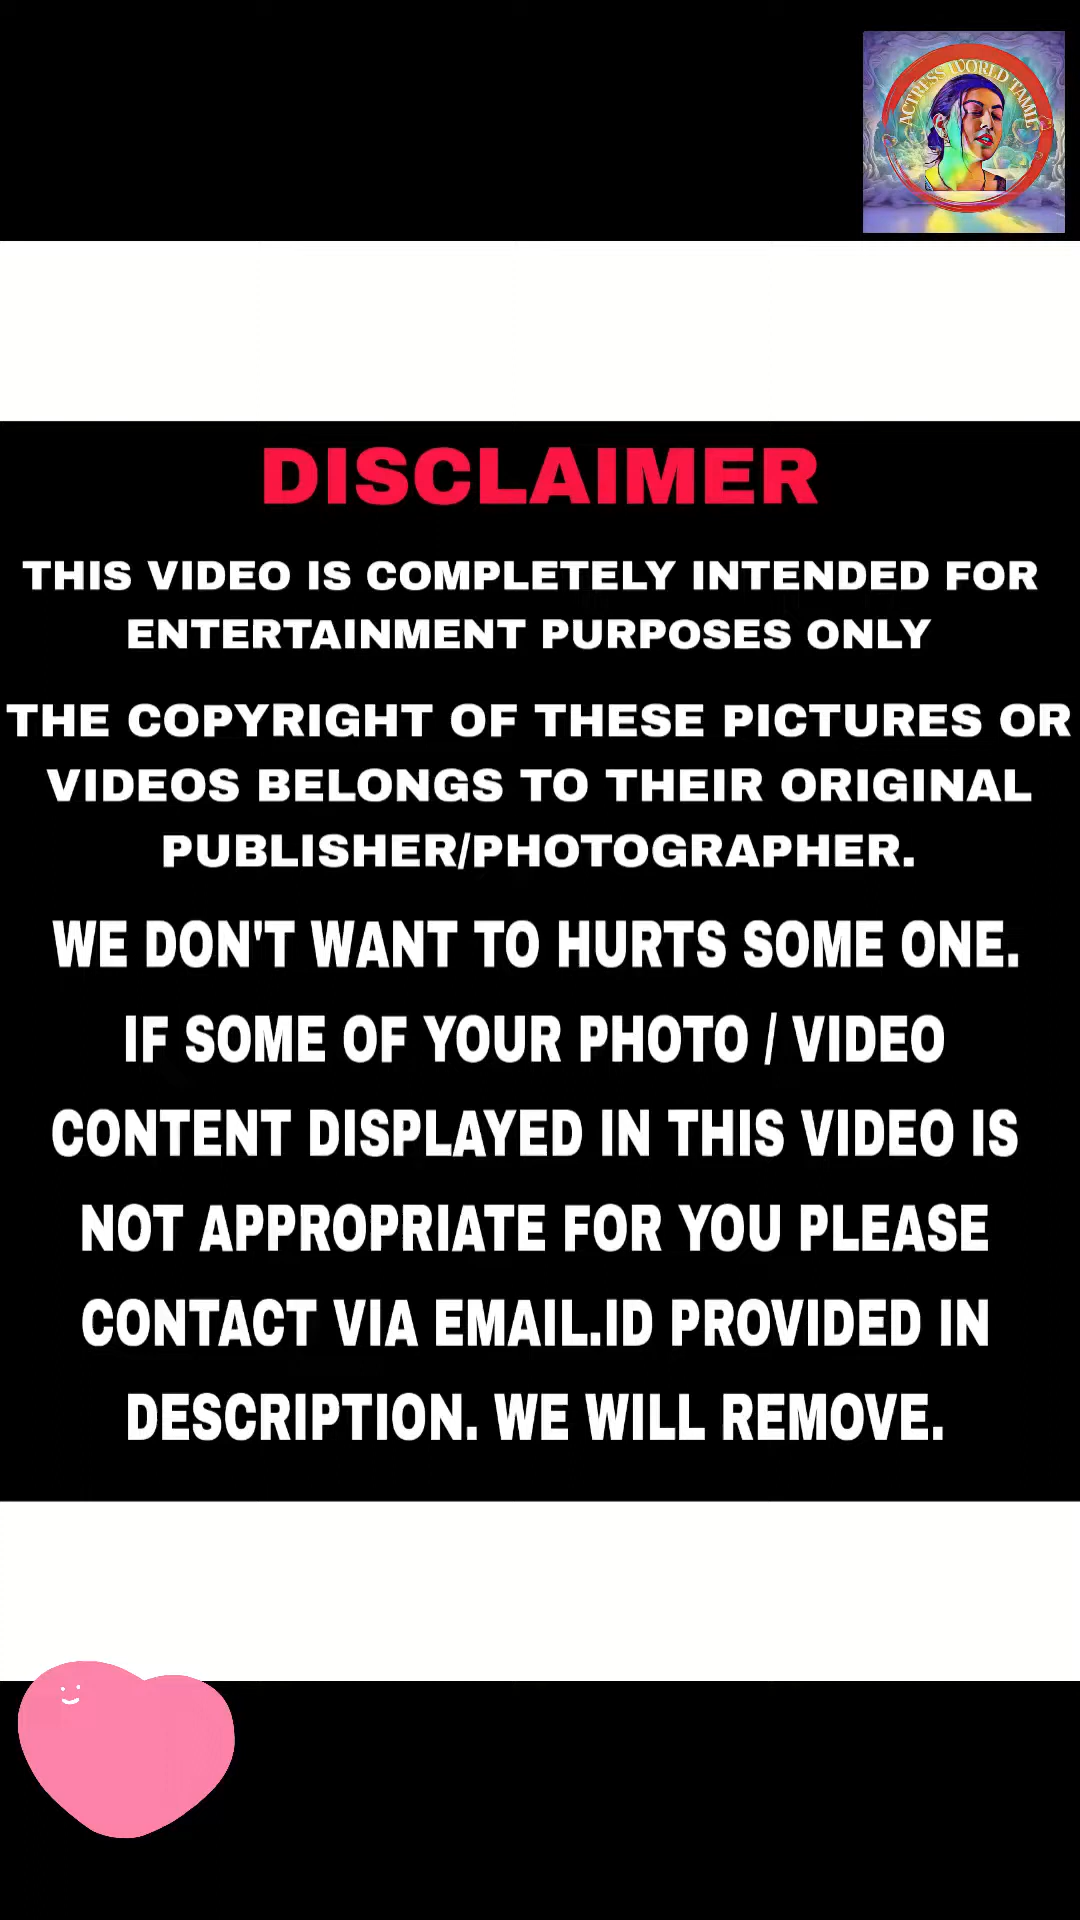 ACTRESS WORLD TAMIL
DISCLAIMER
THIS VIDEO IS COMPLETELY INTENDED FOR
ENTERTAINMENT PURPOSES ONLY
THE COPYRIGHT OF THESE PICTURES OR
VIDEOS BELONGS TO THEIR ORIGINAL
PUBLISHER/PHOTOGRAPHER.
WE DON'T WANT TO HURTS SOME ONE.
IF SOME OF YOUR PHOTO / VIDEO
CONTENT DISPLAYED IN THIS VIDEO IS
NOT APPROPRIATE FOR YOU PLEASE
CONTACT VIA EMAIL.ID PROVIDED IN
DESCRIPTION. WE WILL REMOVE.